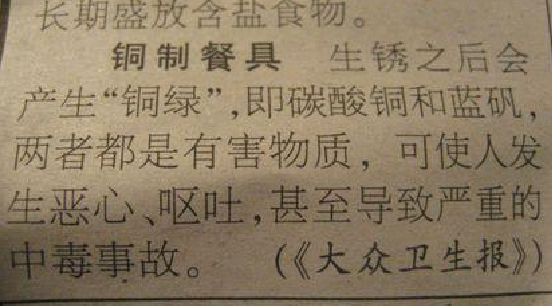 长期盛放含盐食物。
铜制餐具 生锈之后会
产生“铜绿”,即碳酸铜和蓝矾,
两者都是有害物质，可使人发
生恶心、呕吐,甚至导致严重的
中毒事故。 (《大众卫生报》)